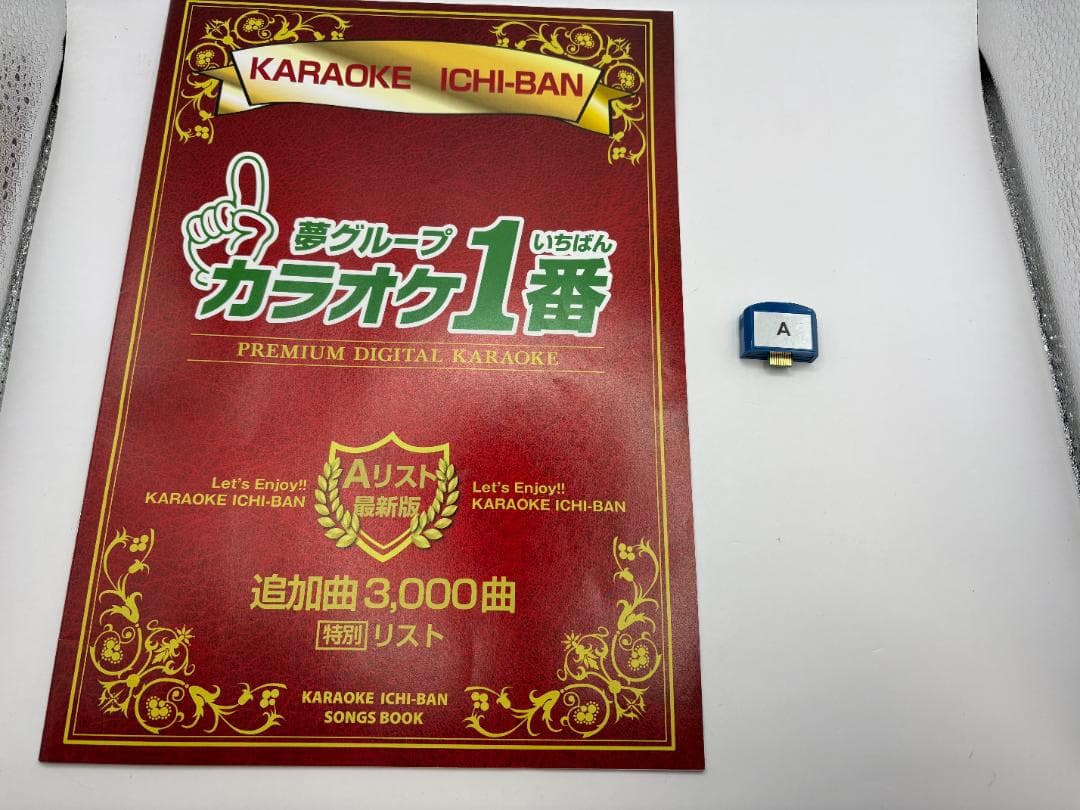 KARAOKE ICHI-BAN
夢グループ
いちばん
カラオケ1番
PREMIUM DIGITAL KARAOKE
Let's Enjoy!!
KARAOKE ICHI-BAN
Aリスト
最新版
Let's Enjoy!!
KARAOKE ICHI-BAN
追加曲3,000曲
特別リスト
KARAOKE ICHI-BAN
SONGS BOOK
A